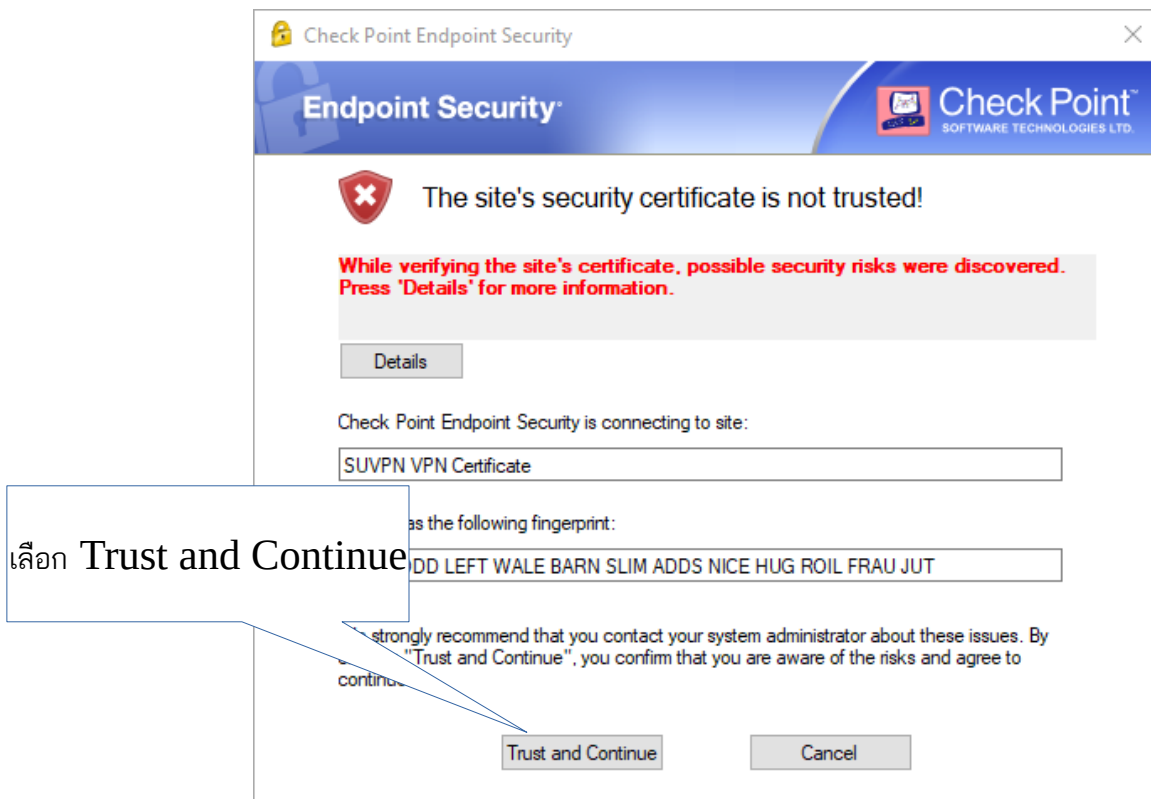 Check Point Endpoint Security
Endpoint Security
Check Point™
SOFTWARE TECHNOLOGIES LTD.
The site's security certificate is not trusted!
While verifying the site's certificate, possible security risks were discovered.
Press 'Details' for more information.
Details
Check Point Endpoint Security is connecting to site:
SUVPN VPN Certificate
as the following fingerprint:
เลือก Trust and Continue
LEFT WALE BARN SLIM ADDS NICE HUG ROIL FRAU JUT
strongly recommend that you contact your system administrator about these issues. By
"Trust and Continue", you confirm that you are aware of the risks and agree to
Trust and Continue
Cancel